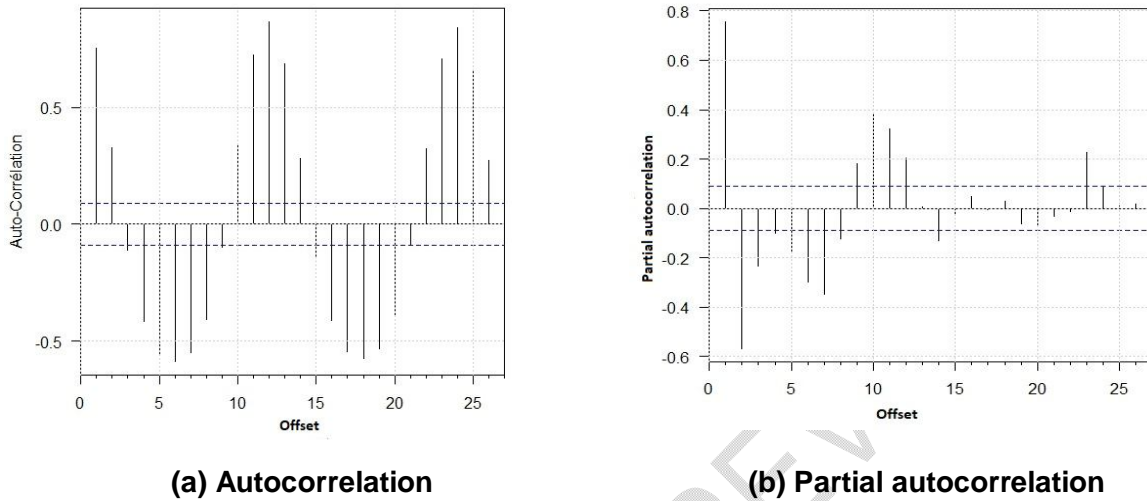 Auto-Corrélation
0.5
0.0
-0.5
0 5 10 15 20 25
Offset
(a) Autocorrelation
Partial autocorrelation
0.8
0.6
0.4
0.2
0.0
-0.2
-0.4
-0.6
0 5 10 15 20 25
Offset
(b) Partial autocorrelation